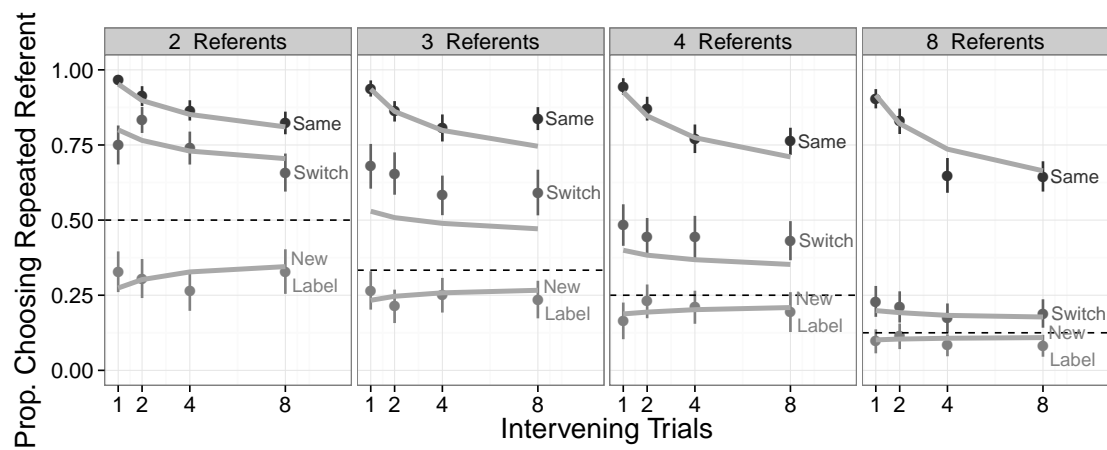 2 Referents
3 Referents
4 Referents
8 Referents
Prop. Choosing Repeated Referent
1.00
0.75
0.50
0.25
0.00
Same
Switch
New
Label
Same
Switch
New
Label
Same
Switch
New
Label
Same
Switch
New
Label
1 2 4 8
1 2 4 8
1 2 4 8
1 2 4 8
Intervening Trials